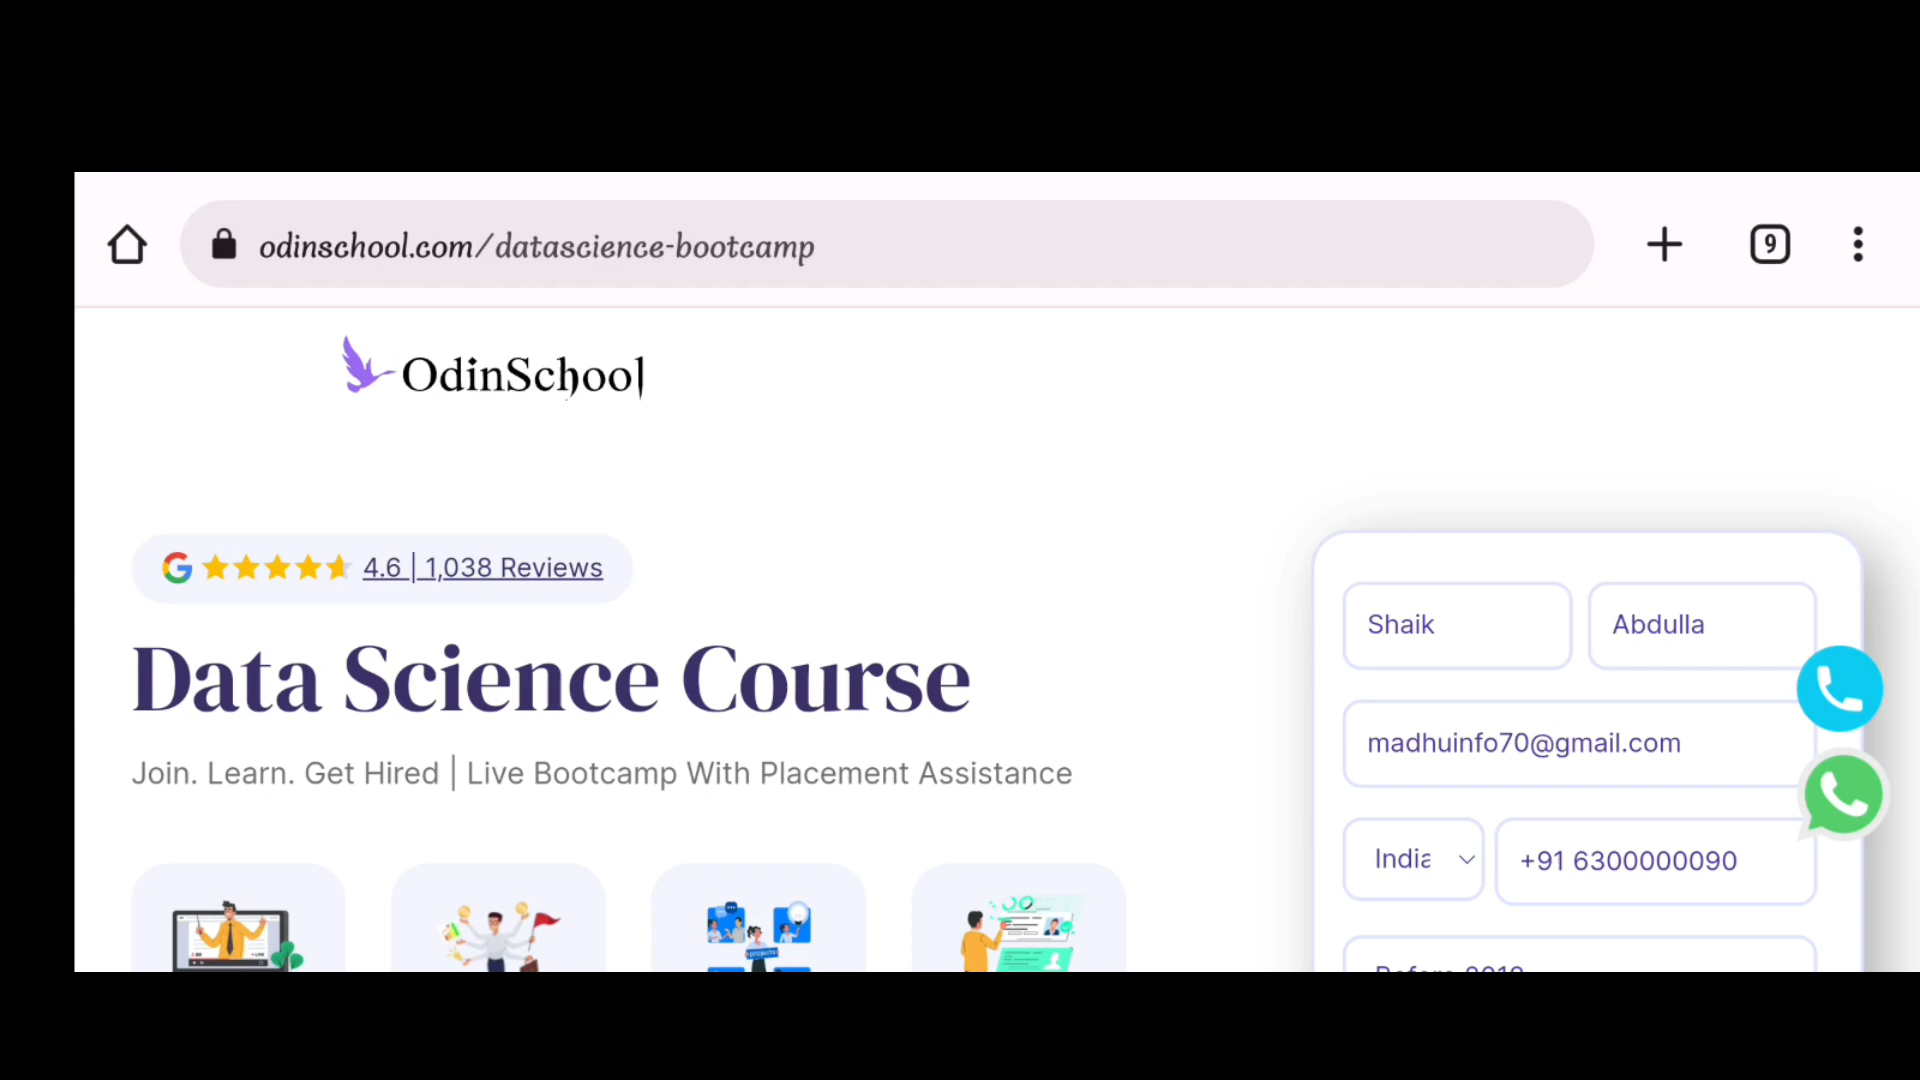 odinschool.com/datascience-bootcamp
9
OdinSchool
4.6 | 1,038 Reviews
Data Science Course
Join. Learn. Get Hired | Live Bootcamp With Placement Assistance
Shaik
Abdulla
madhuinfo70@gmail.com
India
+91 6300000090